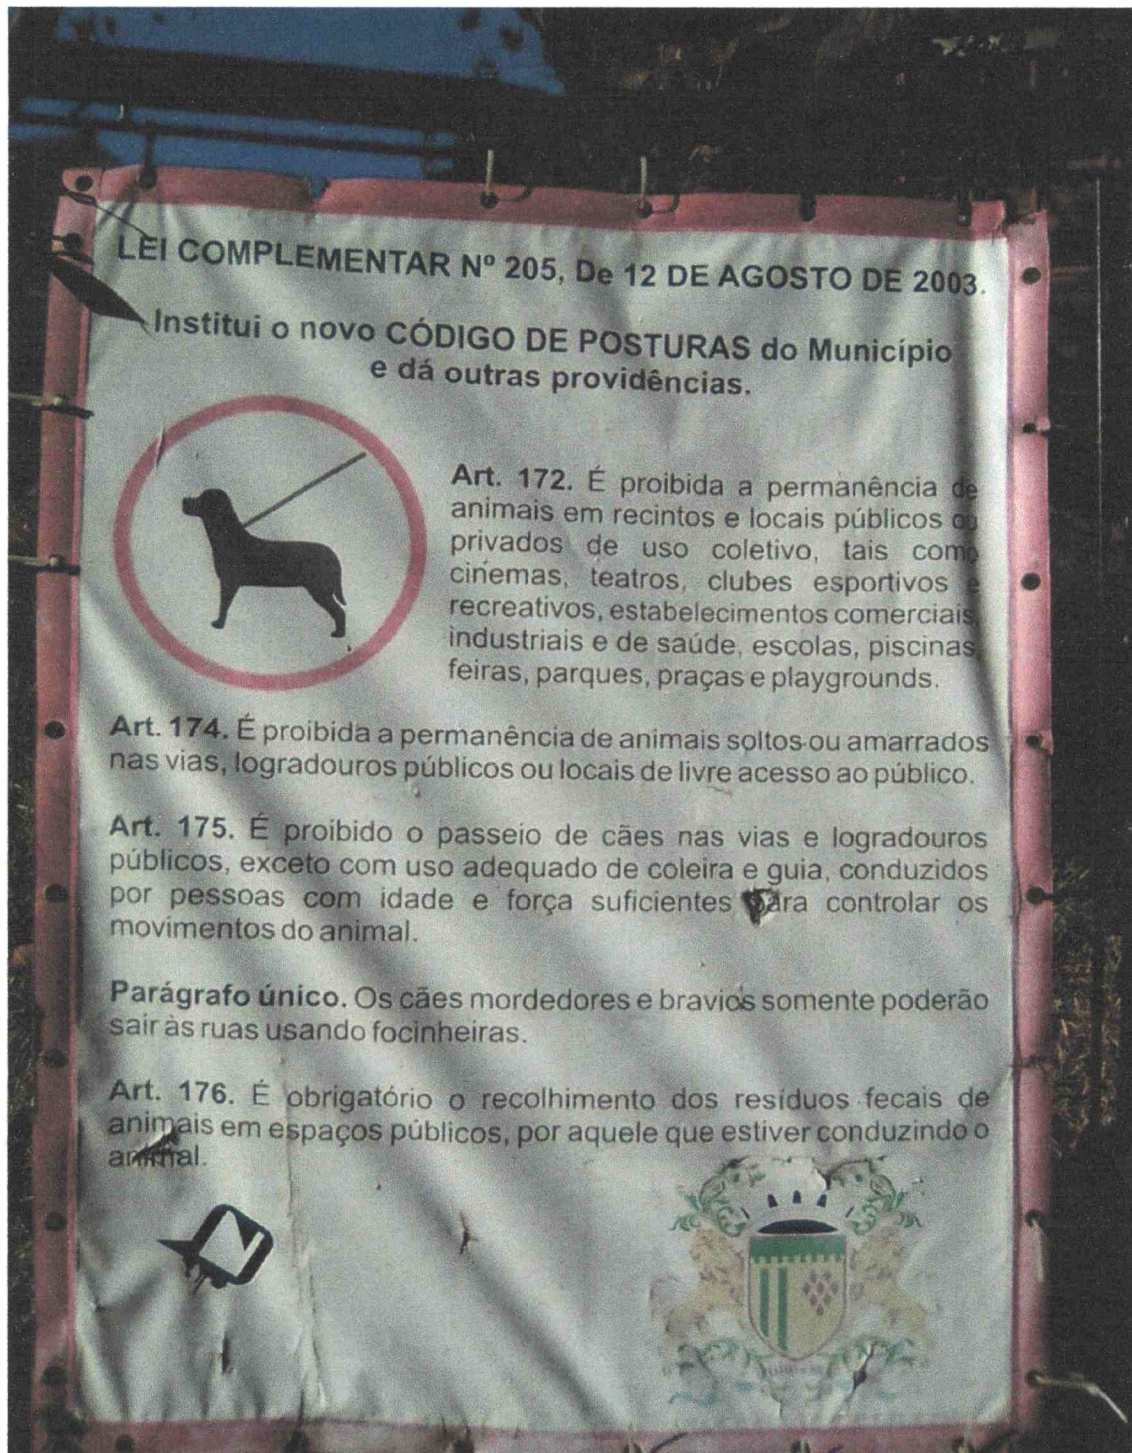 LEI COMPLEMENTAR Nº 205, De 12 DE AGOSTO DE 2003.
Institui o novo CÓDIGO DE POSTURAS do Município
e dá outras providências.
Art. 172. É proibida a permanência de
animais em recintos e locais públicos ou
privados de uso coletivo, tais como
cinemas, teatros, clubes esportivos e
recreativos, estabelecimentos comerciais,
industriais e de saúde, escolas, piscinas,
feiras, parques, praças e playgrounds.
Art. 174. É proibida a permanência de animais soltos ou amarrados
nas vias, logradouros públicos ou locais de livre acesso ao público.
Art. 175. É proibido o passeio de cães nas vias e logradouros
públicos, exceto com uso adequado de coleira e guia, conduzidos
por pessoas com idade e força suficientes para controlar os
movimentos do animal.
Parágrafo único. Os cães mordedores e bravios somente poderão
sair às ruas usando focinheiras.
Art. 176. É obrigatório o recolhimento dos resíduos fecais de
animais em espaços públicos, por aquele que estiver conduzindo o
animal.